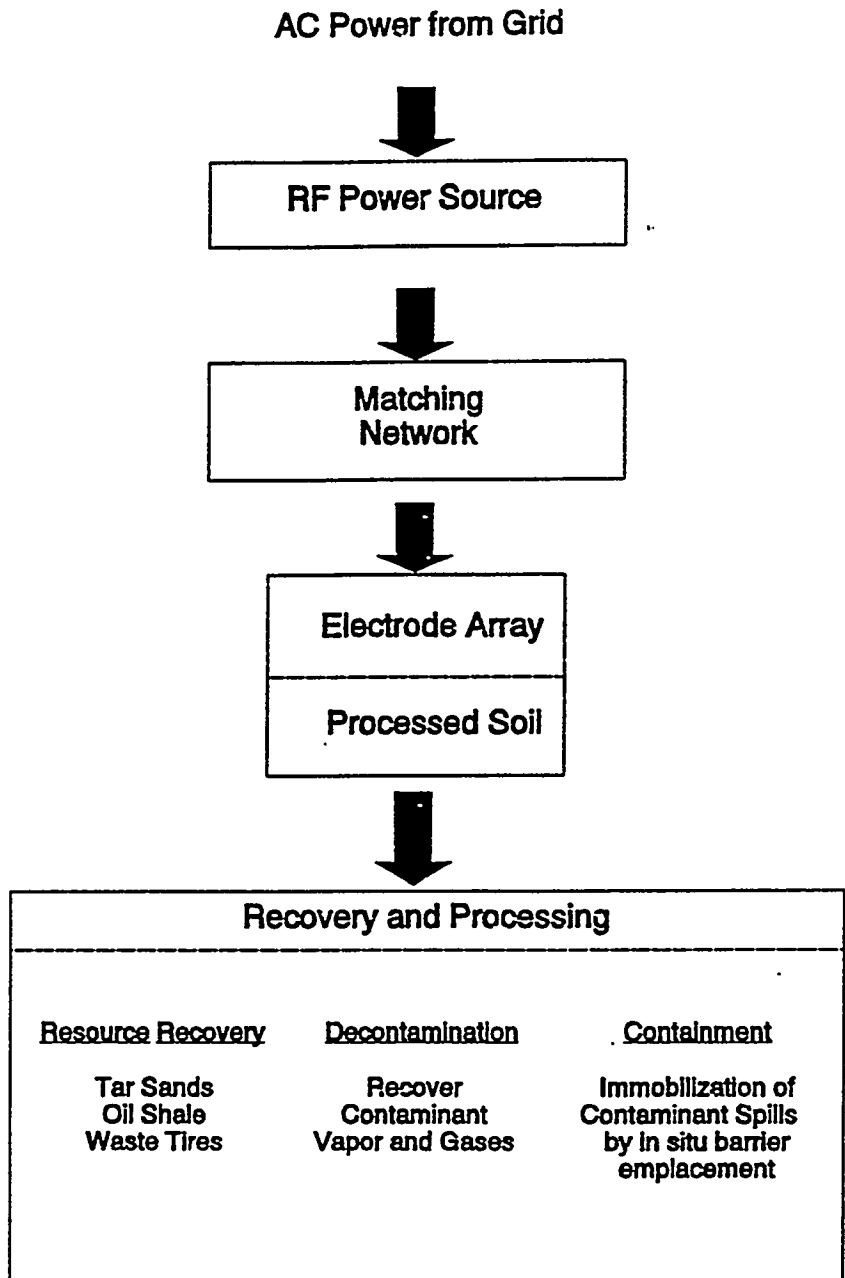 AC Power from Grid
RF Power Source
Matching
Network
Electrode Array
Processed Soil
Recovery and Processing
Resource Recovery
Tar Sands
Oil Shale
Waste Tires
Decontamination
Recover
Contaminant
Vapor and Gases
Containment
Immobilization of
Contaminant Spills
by in situ barrier
emplacement